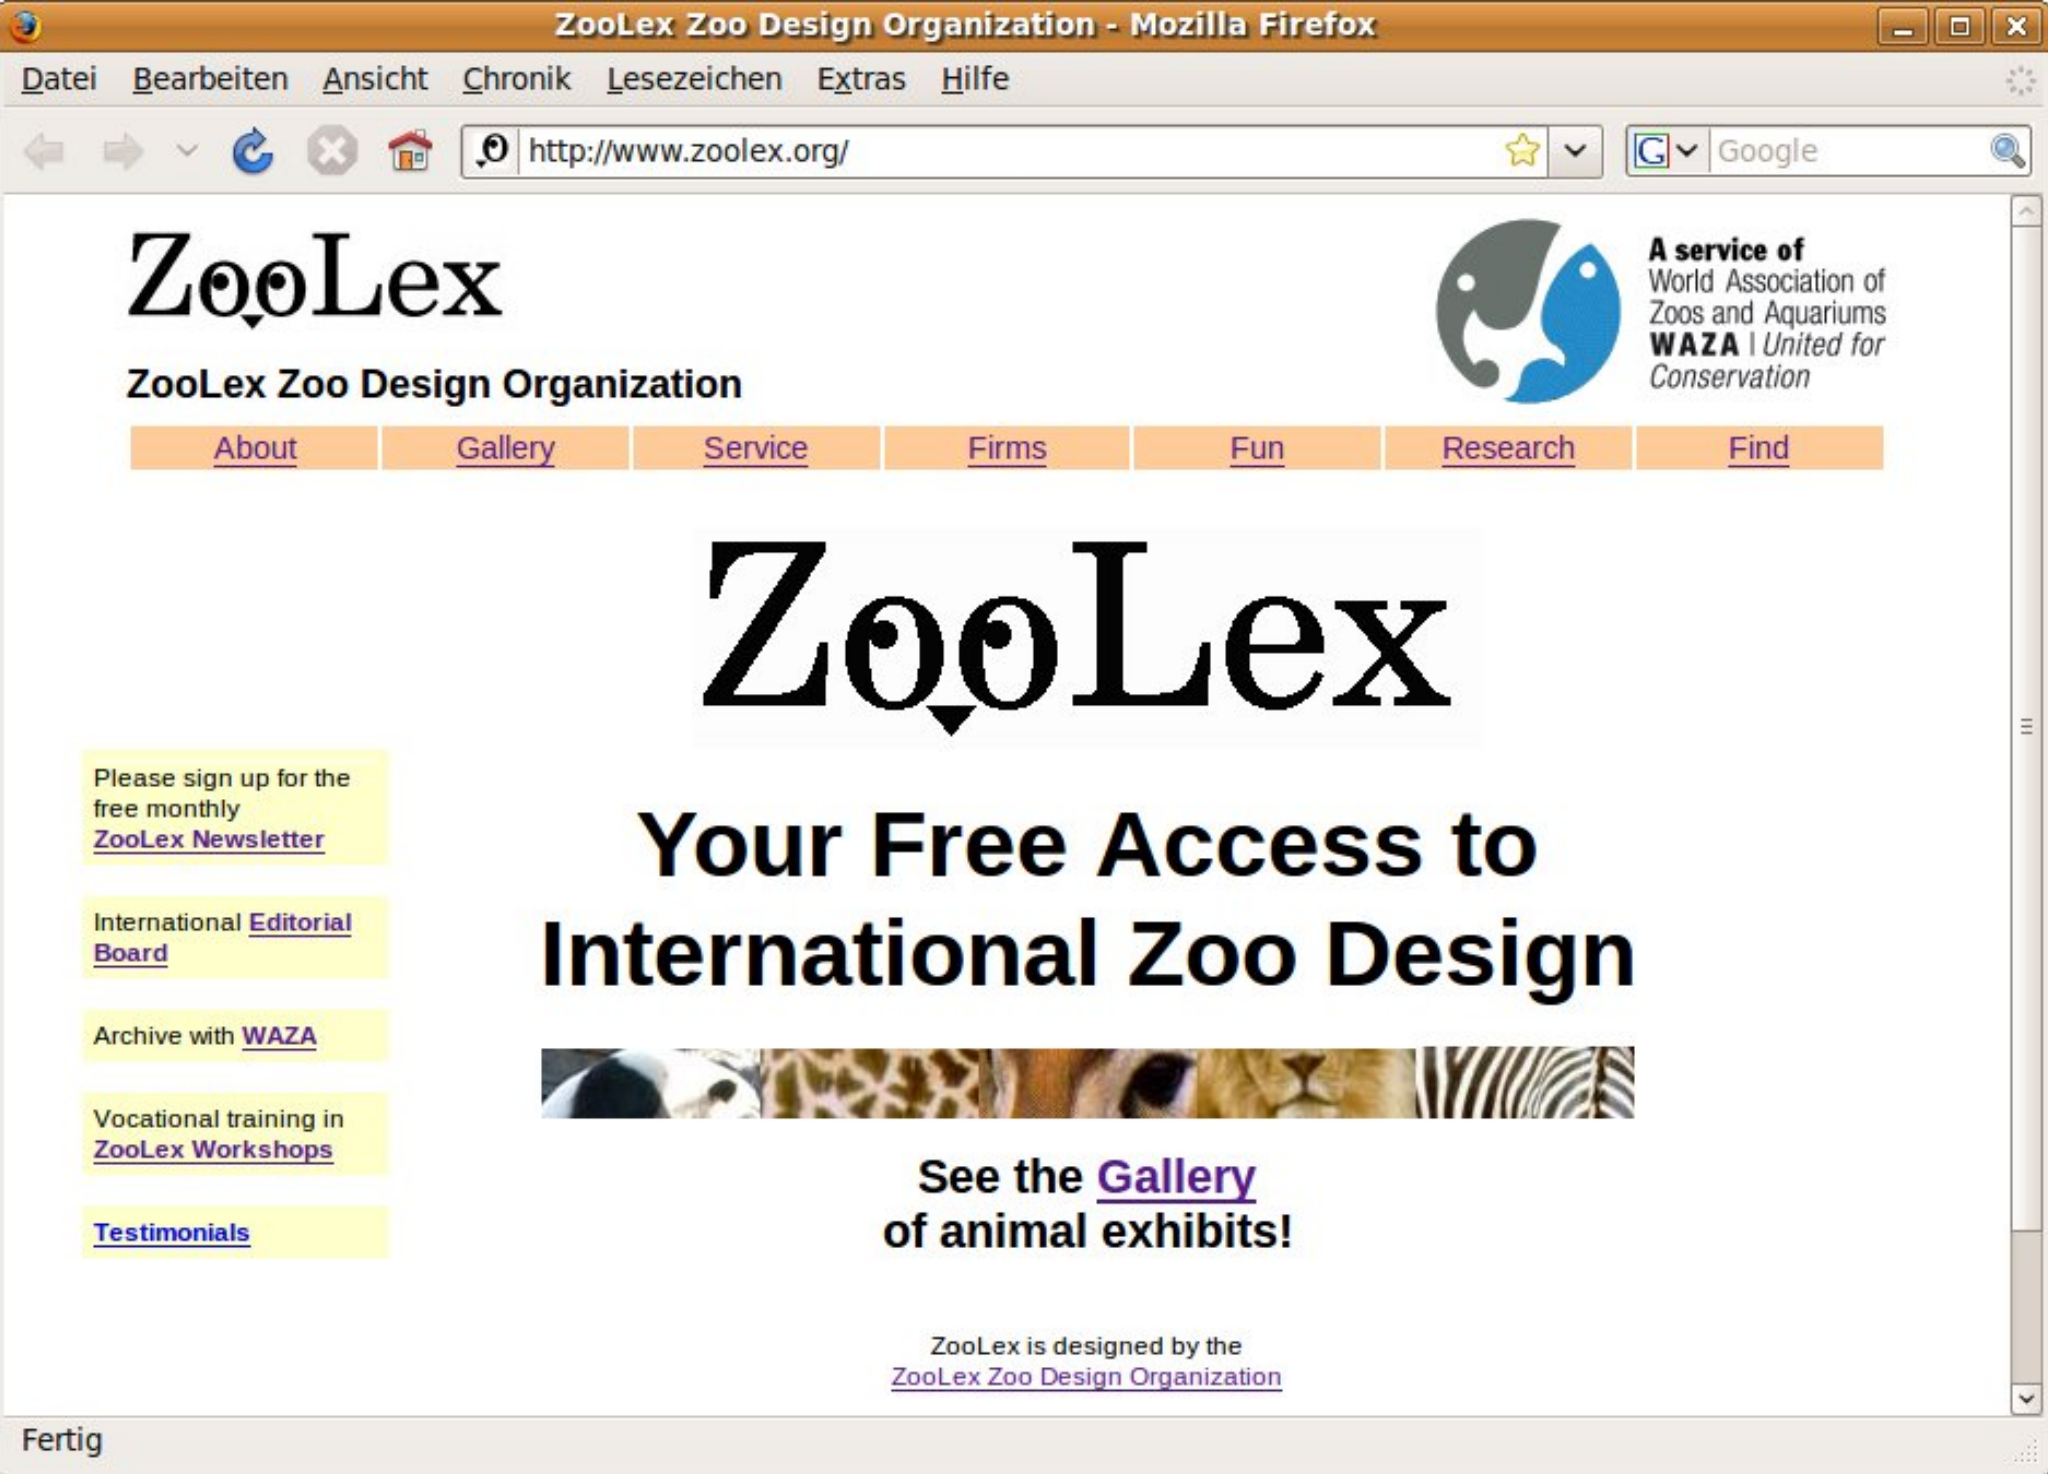 ZooLex Zoo Design Organization - Mozilla Firefox
Datei Bearbeiten Ansicht Chronik Lesezeichen Extras Hilfe
http://www.zoolex.org/
G Google
ZooLex
A service of
World Association of
Zoos and Aquariums
WAZA | United for
Conservation
ZooLex Zoo Design Organization
About Gallery Service Firms Fun Research Find
ZooLex
Please sign up for the
free monthly
ZooLex Newsletter
International Editorial
Board
Archive with WAZA
Vocational training in
ZooLex Workshops
Testimonials
Your Free Access to
International Zoo Design
See the Gallery
of animal exhibits!
ZooLex is designed by the
ZooLex Zoo Design Organization
Fertig